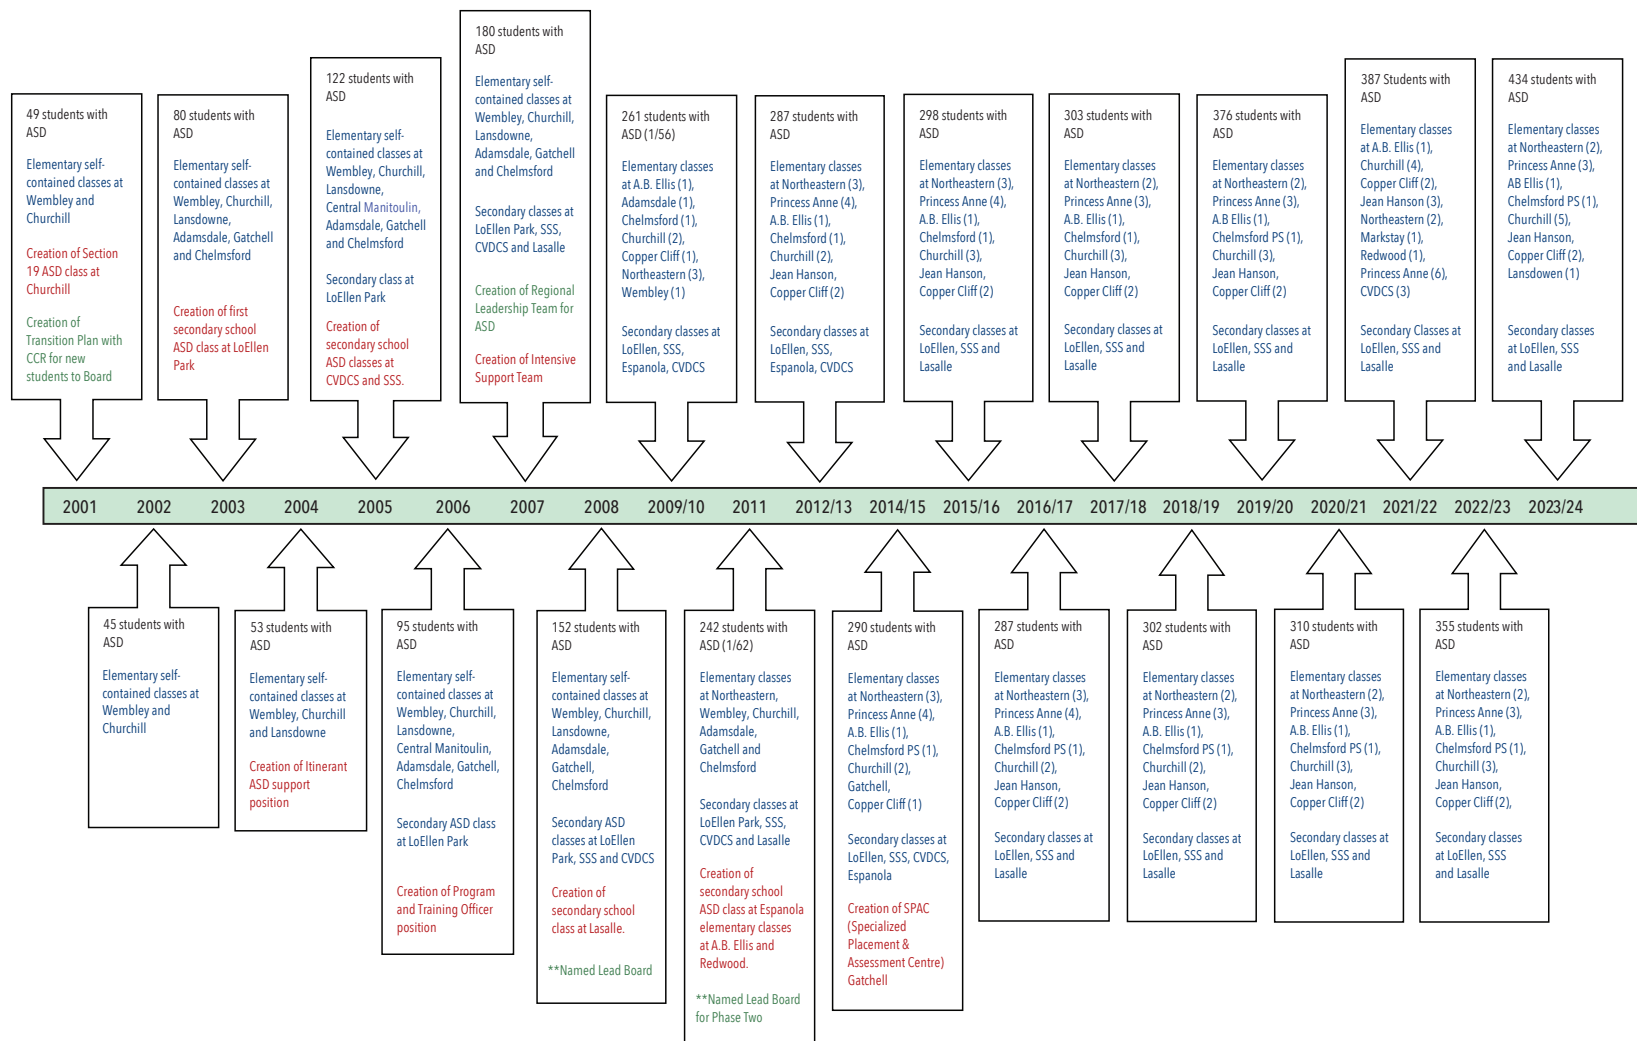 49 students with
ASD
Elementary self-
contained classes at
Wembley and
Churchill
Creation of Section
19 ASD class at
Churchill
Creation of
Transition Plan with
CCR for new
students to Board
80 students with
ASD
Elementary self-
contained classes at
Wembley, Churchill,
Lansdowne,
Adamsdale, Gatchell
and Chelmsford
Creation of first
secondary school
ASD class at LoEllen
Park
122 students with
ASD
Elementary self-
contained classes at
Wembley, Churchill,
Lansdowne,
Central Manitoulin,
Adamsdale, Gatchell
and Chelmsford
Secondary class at
LoEllen Park
Creation of
secondary school
ASD classes at
CVDCS and SSS.
180 students with
ASD
Elementary self-
contained classes at
Wembley, Churchill,
Lansdowne,
Adamsdale, Gatchell
and Chelmsford
Secondary classes at
LoEllen Park, SSS,
CVDCS and Lasalle
Creation of Regional
Leadership Team for
ASD
Creation of Intensive
Support Team
261 students with
ASD (1/56)
Elementary classes
at A.B. Ellis (1),
Adamsdale (1),
Chelmsford (1),
Churchill (2),
Copper Cliff (1),
Northeastern (3),
Wembley (1)
Secondary classes at
LoEllen, SSS,
Espanola, CVDCS
287 students with
ASD
Elementary classes
at Northeastern (3),
Princess Anne (4),
A.B. Ellis (1),
Chelmsford (1),
Churchill (2),
Jean Hanson,
Copper Cliff (2)
Secondary classes at
LoEllen, SSS,
Espanola, CVDCS
298 students with
ASD
Elementary classes
at Northeastern (3),
Princess Anne (4),
A.B. Ellis (1),
Chelmsford (1),
Churchill (3),
Jean Hanson,
Copper Cliff (2)
Secondary classes at
LoEllen, SSS and
Lasalle
303 students with
ASD
Elementary classes
at Northeastern (2),
Princess Anne (3),
A.B. Ellis (1),
Chelmsford (1),
Churchill (3),
Jean Hanson,
Copper Cliff (2)
Secondary classes at
LoEllen, SSS and
Lasalle
376 students with
ASD
Elementary classes
at Northeastern (2),
Princess Anne (3),
A.B Ellis (1),
Chelmsford PS (1),
Churchill (3),
Jean Hanson,
Copper Cliff (2)
Secondary classes at
LoEllen, SSS and
Lasalle
387 Students with
ASD
Elementary classes
at A.B. Ellis (1),
Churchill (4),
Copper Cliff (2),
Jean Hanson (3),
Northeastern (2),
Markstay (1),
Redwood (1),
Princess Anne (6),
CVDCS (3)
Secondary Classes at
LoEllen, SSS and
Lasalle
434 students with
ASD
Elementary classes
at Northeastern (2),
Princess Anne (3),
AB Ellis (1),
Chelmsford PS (1),
Churchill (5),
Jean Hanson,
Copper Cliff (2),
Lansdowen (1)
Secondary classes
at LoEllen, SSS
and Lasalle
2001 2002 2003 2004 2005 2006 2007 2008 2009/10 2011 2012/13 2014/15 2015/16 2016/17 2017/18 2018/19 2019/20 2020/21 2021/22 2022/23 2023/24
45 students with
ASD
Elementary self-
contained classes at
Wembley and
Churchill
53 students with
ASD
Elementary self-
contained classes at
Wembley, Churchill
and Lansdowne
Creation of Itinerant
ASD support
position
95 students with
ASD
Elementary self-
contained classes at
Wembley, Churchill,
Lansdowne,
Central Manitoulin,
Adamsdale, Gatchell,
Chelmsford
Secondary ASD class
at LoEllen Park
Creation of Program
and Training Officer
position
152 students with
ASD
Elementary self-
contained classes at
Wembley, Churchill,
Lansdowne,
Adamsdale,
Gatchell,
Chelmsford
Secondary ASD
classes at LoEllen
Park, SSS and CVDCS
Creation of
secondary school
class at Lasalle.
**Named Lead Board
242 students with
ASD (1/62)
Elementary classes
at Northeastern,
Wembley, Churchill,
Adamsdale,
Gatchell and
Chelmsford
Secondary classes at
LoEllen Park, SSS,
CVDCS and Lasalle
Creation of
secondary school
ASD class at Espanola
elementary classes
at A.B. Ellis and
Redwood.
**Named Lead Board
for Phase Two
290 students with
ASD
Elementary classes
at Northeastern (3),
Princess Anne (4),
A.B. Ellis (1),
Chelmsford PS (1),
Churchill (2),
Gatchell,
Copper Cliff (1)
Secondary classes at
LoEllen, SSS, CVDCS,
Espanola
Creation of SPAC
(Specialized
Placement &
Assessment Centre)
Gatchell
287 students with
ASD
Elementary classes
at Northeastern (3),
Princess Anne (4),
A.B. Ellis (1),
Chelmsford PS (1),
Churchill (2),
Jean Hanson,
Copper Cliff (2)
Secondary classes at
LoEllen, SSS and
Lasalle
302 students with
ASD
Elementary classes
at Northeastern (2),
Princess Anne (3),
A.B. Ellis (1),
Chelmsford PS (1),
Churchill (2),
Jean Hanson,
Copper Cliff (2)
Secondary classes at
LoEllen, SSS and
Lasalle
310 students with
ASD
Elementary classes
at Northeastern (2),
Princess Anne (3),
A.B. Ellis (1),
Chelmsford PS (1),
Churchill (3),
Jean Hanson,
Copper Cliff (2)
Secondary classes at
LoEllen, SSS and
Lasalle
355 students with
ASD
Elementary classes
at Northeastern (2),
Princess Anne (3),
A.B. Ellis (1),
Chelmsford PS (1),
Churchill (3),
Jean Hanson,
Copper Cliff (2),
Secondary classes
at LoEllen, SSS
and Lasalle